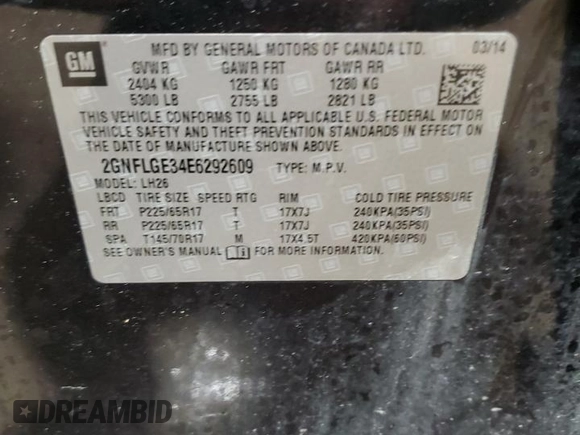 GM
MFD BY GENERAL MOTORS OF CANADA LTD. 03/14
GVWR GAWR FRT GAWR RR
2404 KG 1250 KG 1280 KG
5300 LB 2755 LB 2821 LB
THIS VEHICLE CONFORMS TO ALL APPLICABLE U.S. FEDERAL MOTOR
VEHICLE SAFETY AND THEFT PREVENTION STANDARDS IN EFFECT ON
THE DATE OF MANUFACTURE SHOWN ABOVE.
2GNFLGE34E6292609 TYPE: M.P.V.
MODEL: LH26
LBCD TIRE SIZE SPEED RTG RIM COLD TIRE PRESSURE
FRT P225/65R17 T 17X7J 240KPA(35PSI)
RR P225/65R17 T 17X7J 240KPA(35PSI)
SPA T145/70R17 M 17X4.5T 420KPA(60PSI)
SEE OWNER'S MANUAL FOR MORE INFORMATION.
DREAMBID